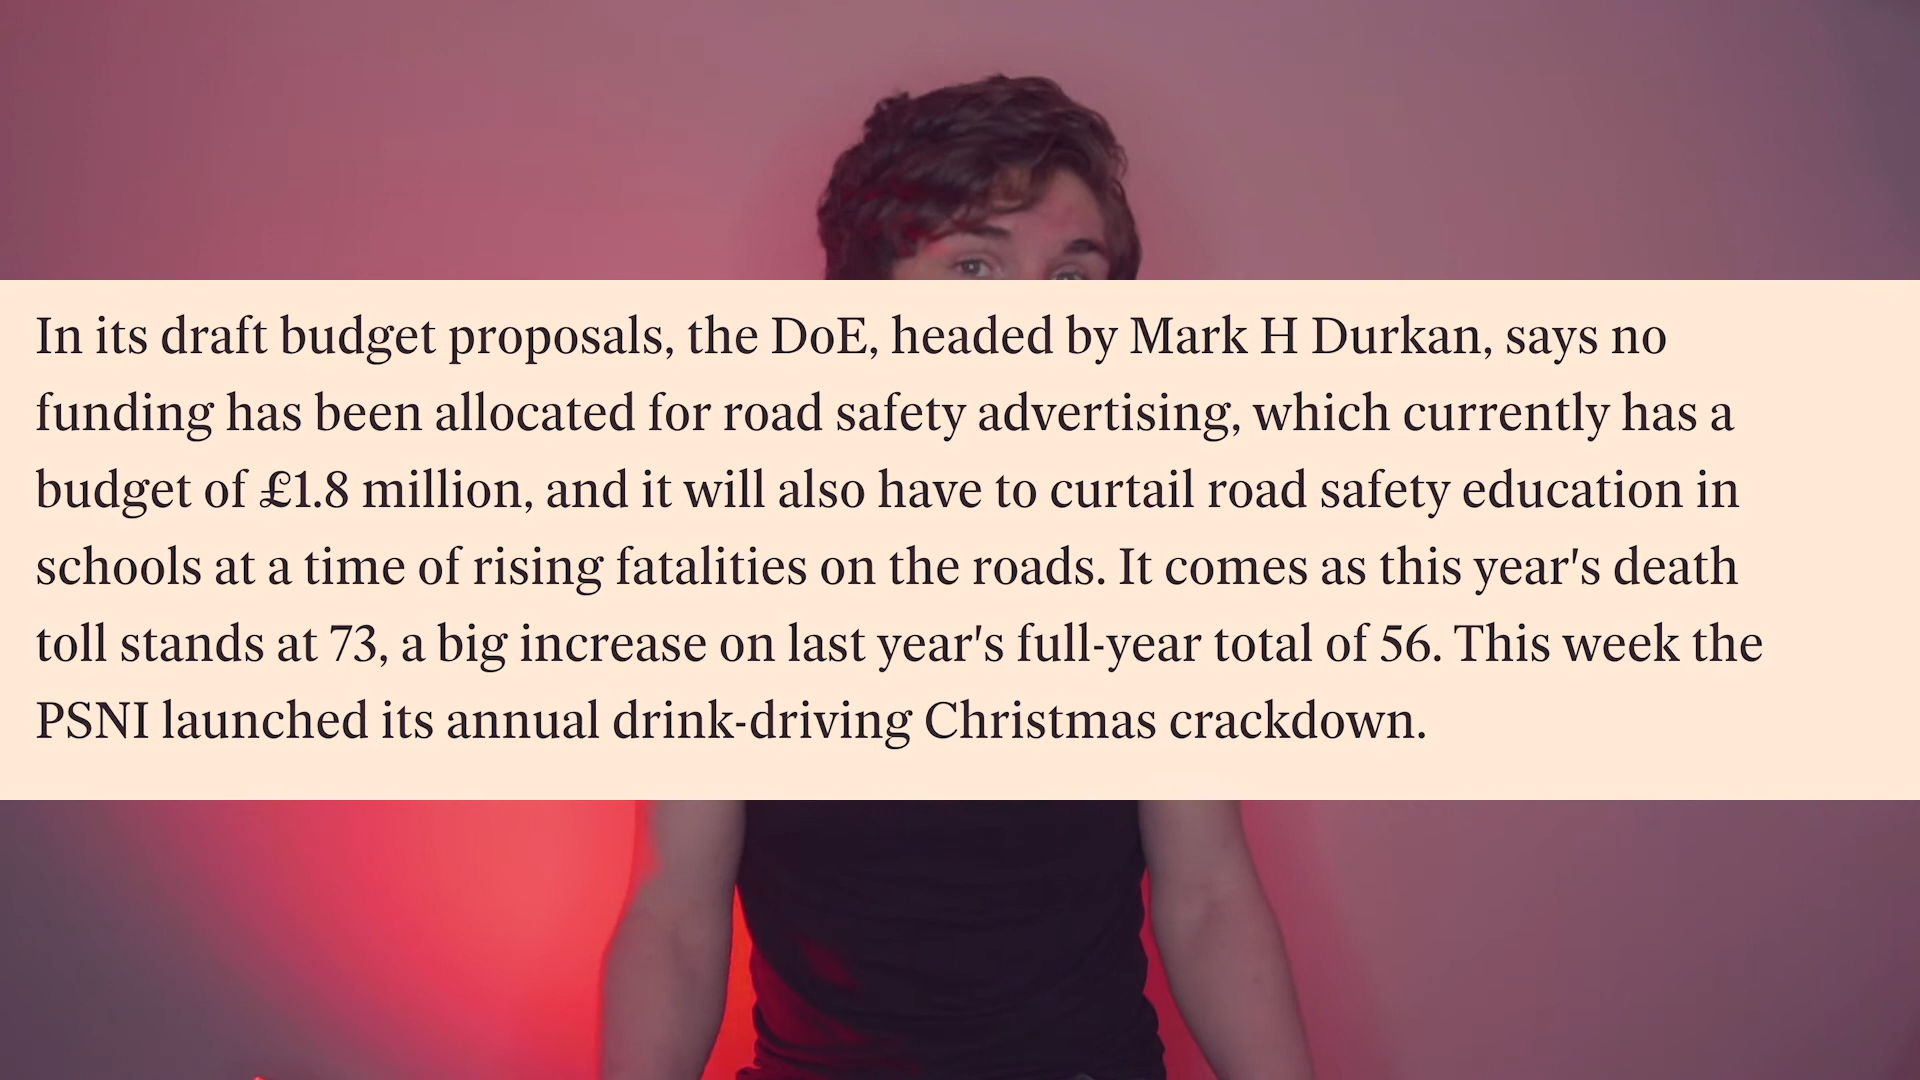 In its draft budget proposals, the DoE, headed by Mark H Durkan, says no
funding has been allocated for road safety advertising, which currently has a
budget of £1.8 million, and it will also have to curtail road safety education in
schools at a time of rising fatalities on the roads. It comes as this year's death
toll stands at 73, a big increase on last year's full-year total of 56. This week the
PSNI launched its annual drink-driving Christmas crackdown.